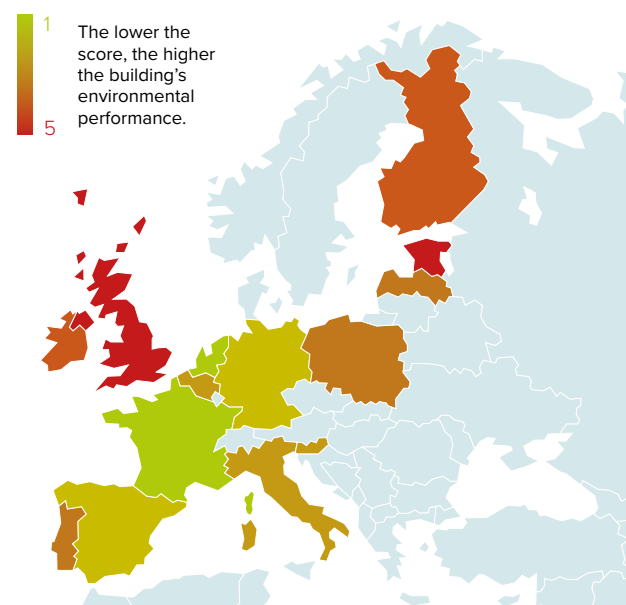 1
The lower the
score, the higher
the building's
environmental
performance.
5